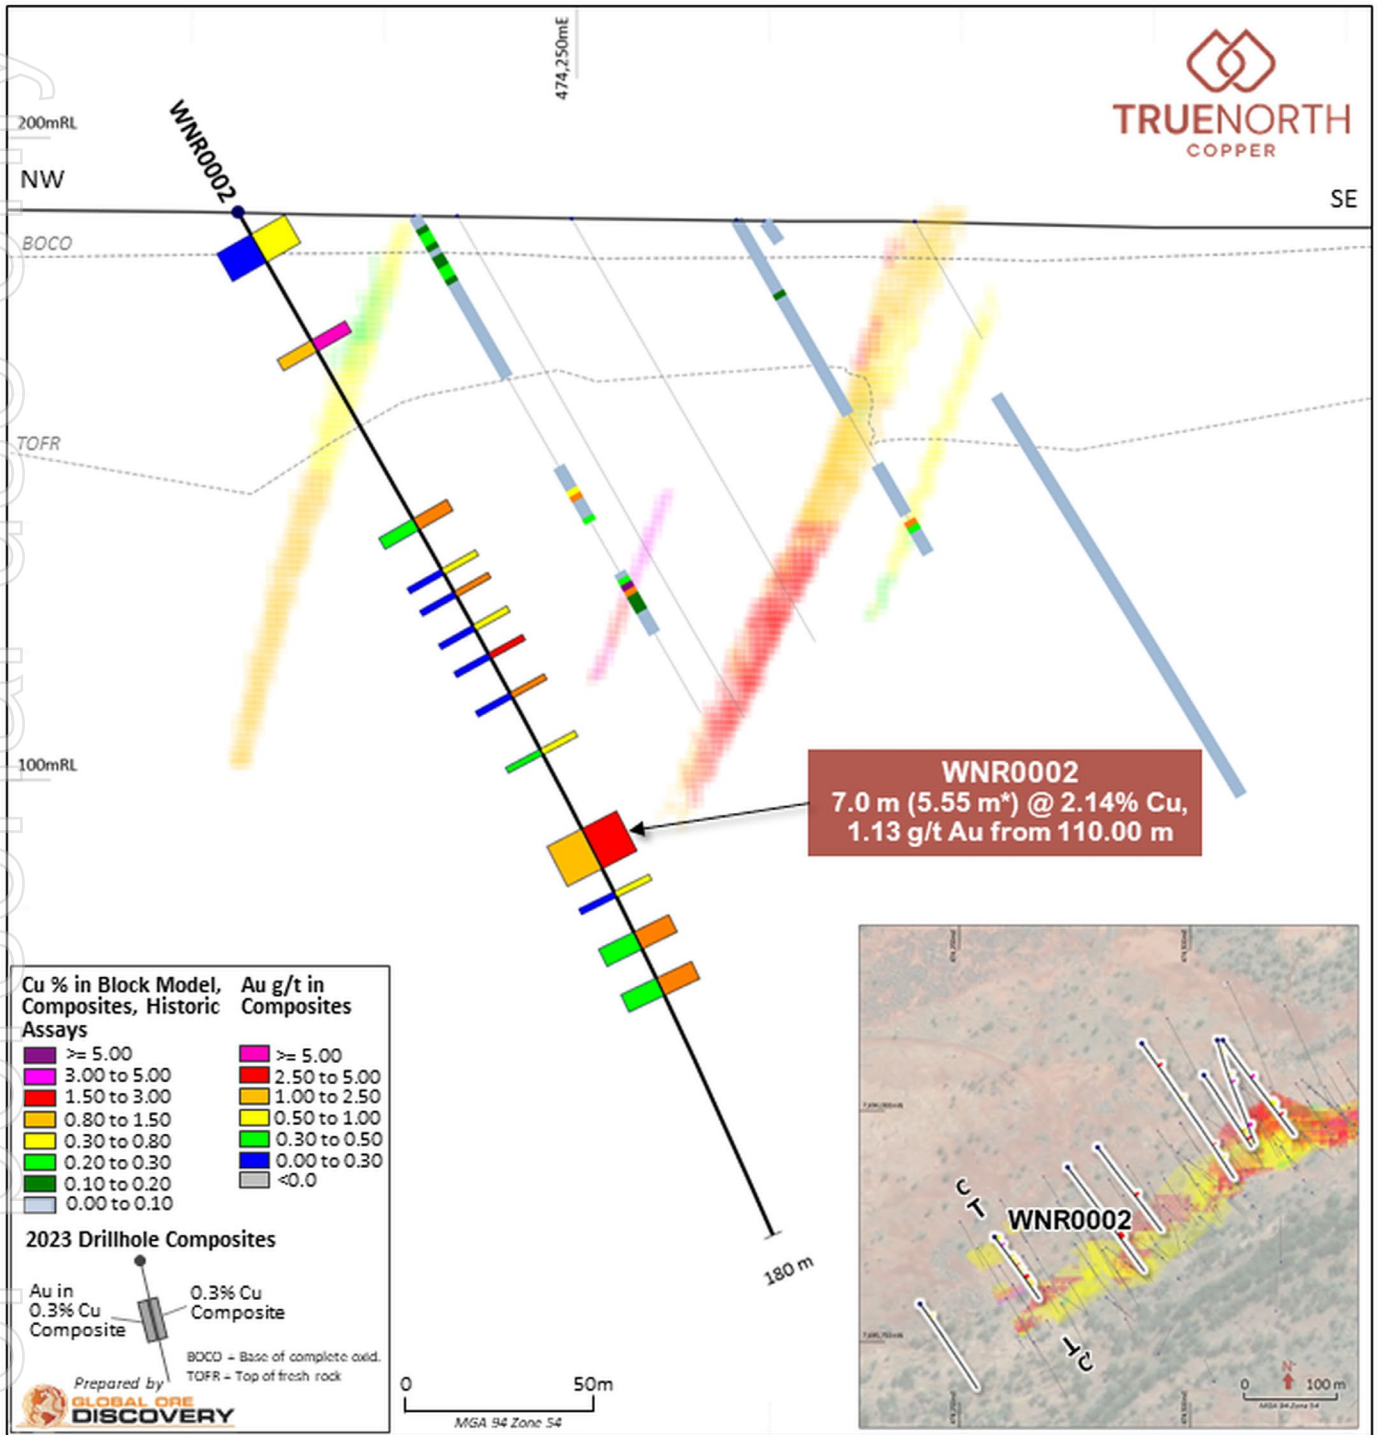 474,250mE
TRUENORTH
COPPER
200mRL
WNR0002
NW
SE
BOCO
TOFR
100mRL
WNR0002
7.0 m (5.55 m*) @ 2.14% Cu,
1.13 g/t Au from 110.00 m
180 m
Cu % in Block Model,
Composites, Historic
Assays
>= 5.00
3.00 to 5.00
1.50 to 3.00
0.80 to 1.50
0.30 to 0.80
0.20 to 0.30
0.10 to 0.20
0.00 to 0.10
Au g/t in
Composites
>= 5.00
2.50 to 5.00
1.00 to 2.50
0.50 to 1.00
0.30 to 0.50
0.00 to 0.30
<0.0
2023 Drillhole Composites
Au in
0.3% Cu
Composite
0.3% Cu
Composite
BOCO = Base of complete oxid.
TOFR = Top of fresh rock
Prepared by
GLOBAL ORE
DISCOVERY
0 50m
MGA 94 Zone 54
C
WNR0002
C
N
0 100 m
MGA 94 Zone 54